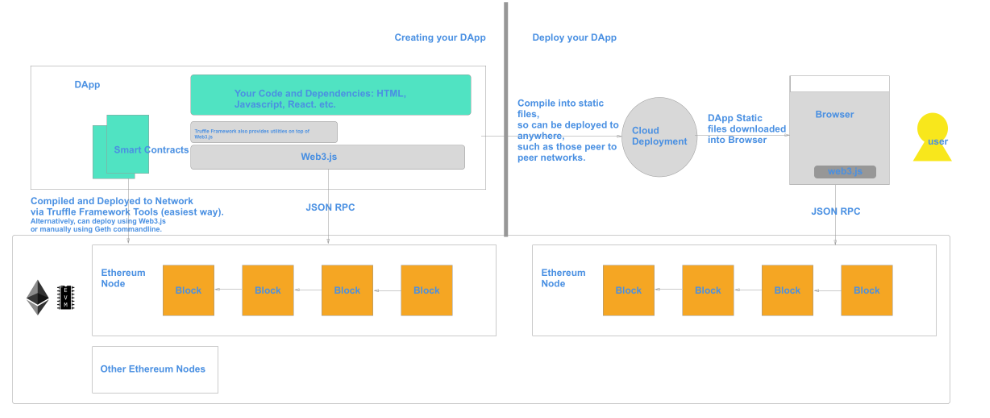 Creating your DApp
Deploy your DApp
DApp
Your Code and Dependencies: HTML,
Javascript, React, etc.
Truffle Framework also provides utilities on top of
Web3.js
Smart Contracts
Web3.js
Compile into static
files,
so can be deployed to
anywhere,
such as those peer to
peer networks.
Cloud
Deployment
DApp Static
files downloaded
into Browser
Browser
web3.js
user
Compiled and Deployed to Network
via Truffle Framework Tools (easiest way).
Alternatively, can deploy using Web3.js
or manually using Geth commandline.
JSON RPC
JSON RPC
Ethereum
Node
Block
Block
Block
Block
Ethereum
Node
Block
Block
Block
Block
EVM
Other Ethereum Nodes